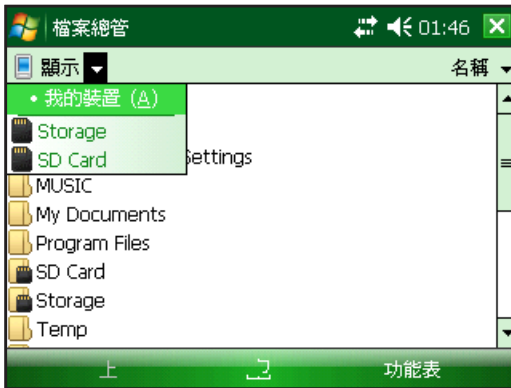 檔案總管 01:46
顯示 名稱
• 我的裝置 (A)
Storage
SD Card Settings
MUSIC
My Documents
Program Files
SD Card
Storage
Temp
上 功能表